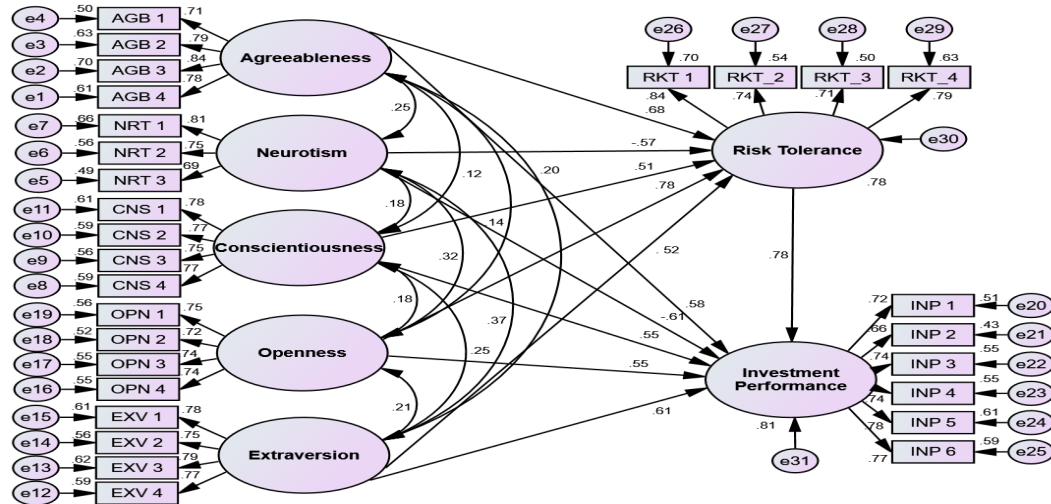 e4 .50 AGB 1 .71
e3 .63 AGB 2 .79
e2 .70 AGB 3 .84
e1 .61 AGB 4 .78
Agreeableness
e7 .66 NRT 1 .81
e6 .56 NRT 2 .75
e5 .49 NRT 3 .69
Neurotism
e11 .61 CNS 1 .78
e10 .59 CNS 2 .77
e9 .56 CNS 3 .75
e8 .59 CNS 4 .77
Conscientiousness
e19 .56 OPN 1 .75
e18 .52 OPN 2 .72
e17 .55 OPN 3 .74
e16 .55 OPN 4 .74
Openness
e15 .61 EXV 1 .78
e14 .56 EXV 2 .75
e13 .62 EXV 3 .79
e12 .59 EXV 4 .77
Extraversion
.25
.12
.20
.18
.14
.32
.18
.37
.25
.21
.68
-.57
.51
.78
.52
.58
-.61
.55
.55
.61
.78
e26 e27 e28 e29
.70 .54 .50 .63
RKT 1 RKT_2 RKT_3 RKT_4
.84 .74 .71 .79
Risk Tolerance
e30
.78
Investment
Performance
.81
e31
.72 INP 1 .51 e20
.66 INP 2 .43 e21
.74 INP 3 .55 e22
.74 INP 4 .55 e23
.78 INP 5 .61 e24
.77 INP 6 .59 e25